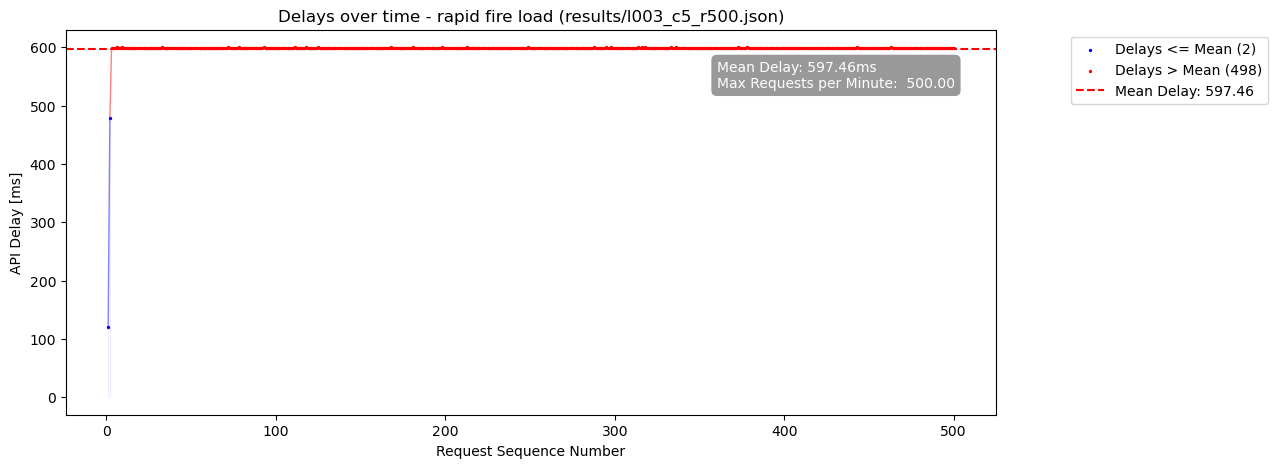 Delays over time - rapid fire load (results/l003_c5_r500.json)
600
500
400
300
200
100
0
API Delay [ms]
Mean Delay: 597.46ms
Max Requests per Minute:  500.00
0
100
200
300
400
500
Request Sequence Number
Delays <= Mean (2)
Delays > Mean (498)
Mean Delay: 597.46